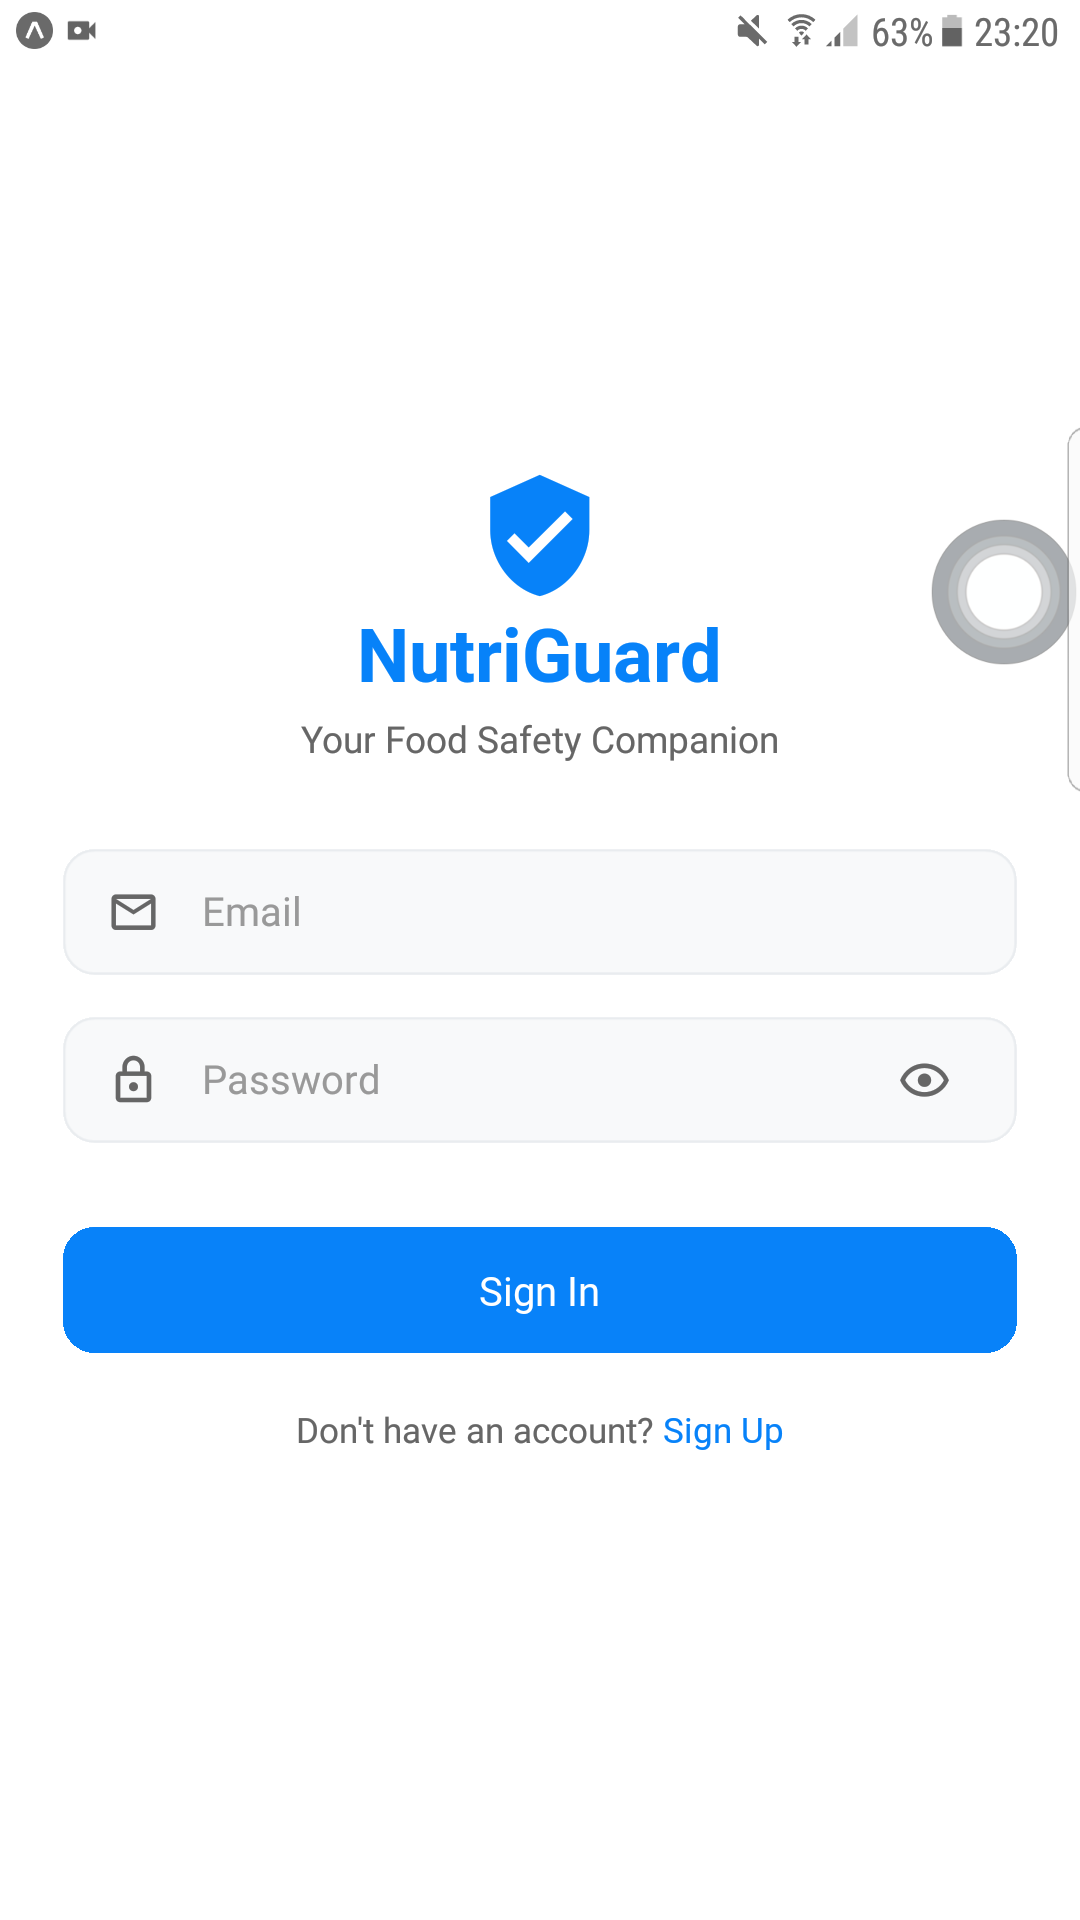 63% 23:20
NutriGuard
Your Food Safety Companion
Email
Password
Sign In
Don't have an account? Sign Up